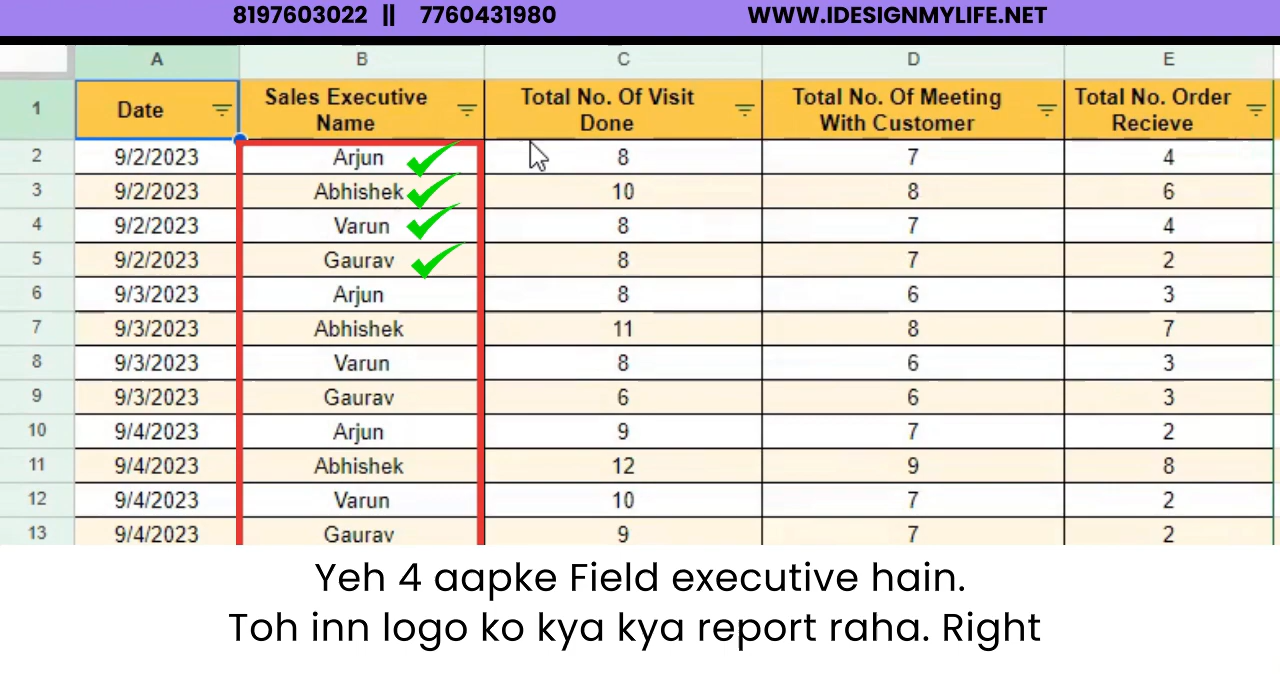 8197603022 || 7760431980 WWW.IDESIGNMYLIFE.NET
A B C D E
1 Date Sales Executive Name Total No. Of Visit Done Total No. Of Meeting With Customer Total No. Order Recieve
2 9/2/2023 Arjun 8 7 4
3 9/2/2023 Abhishek 10 8 6
4 9/2/2023 Varun 8 7 4
5 9/2/2023 Gaurav 8 7 2
6 9/3/2023 Arjun 8 6 3
7 9/3/2023 Abhishek 11 8 7
8 9/3/2023 Varun 8 6 3
9 9/3/2023 Gaurav 6 6 3
10 9/4/2023 Arjun 9 7 2
11 9/4/2023 Abhishek 12 9 8
12 9/4/2023 Varun 10 7 2
13 9/4/2023 Gaurav 9 7 2
Yeh 4 aapke Field executive hain.
Toh inn logo ko kya kya report raha. Right